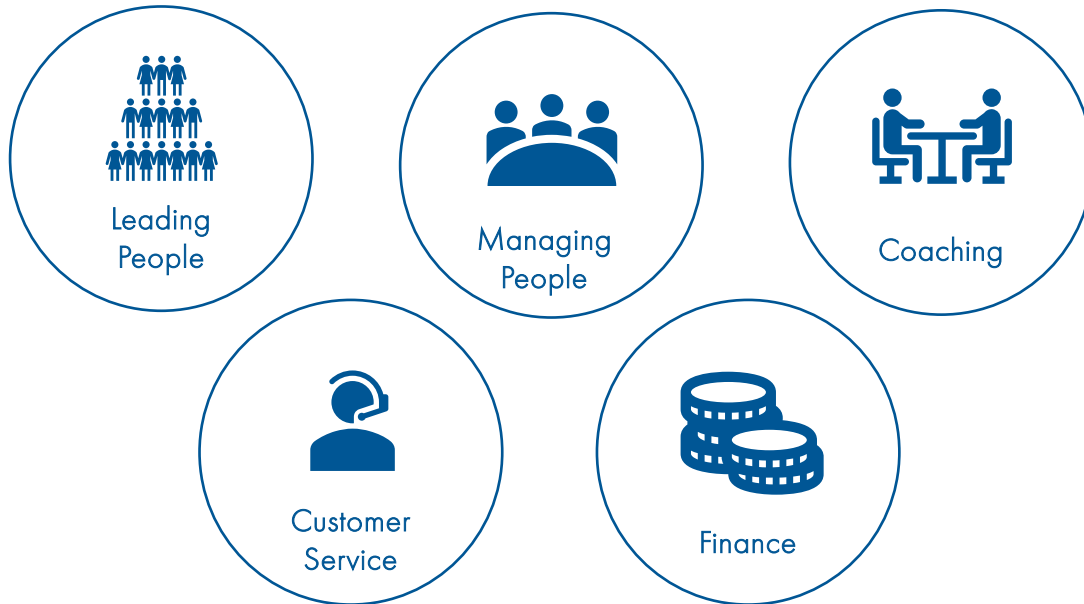 Leading
People
Managing
People
Coaching
Customer
Service
Finance